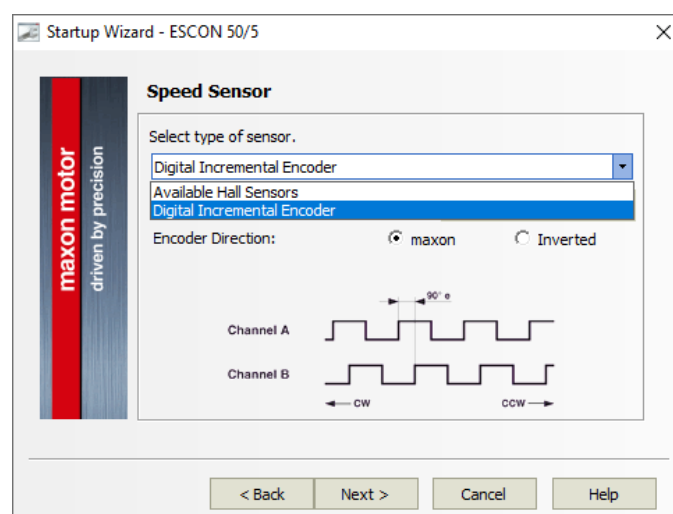 Startup Wizard - ESCON 50/5
maxon motor
driven by precision
Speed Sensor
Select type of sensor.
Digital Incremental Encoder
Available Hall Sensors
Digital Incremental Encoder
Encoder Direction:
maxon
Inverted
90° e
Channel A
Channel B
CW
CCW
< Back
Next >
Cancel
Help